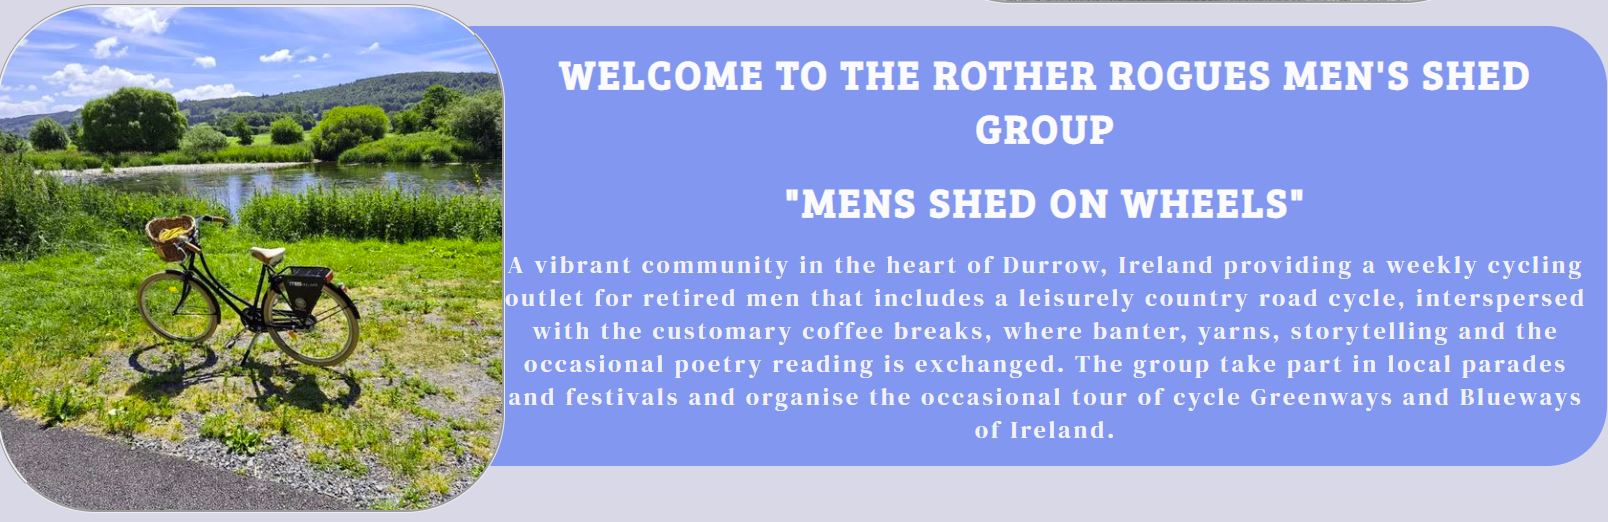 WELCOME TO THE ROTHER ROGUES MEN'S SHED
GROUP
"MENS SHED ON WHEELS"
A vibrant community in the heart of Durrow, Ireland providing a weekly cycling
outlet for retired men that includes a leisurely country road cycle, interspersed
with the customary coffee breaks, where banter, yarns, storytelling and the
occasional poetry reading is exchanged. The group take part in local parades
and festivals and organise the occasional tour of cycle Greenways and Blueways
of Ireland.